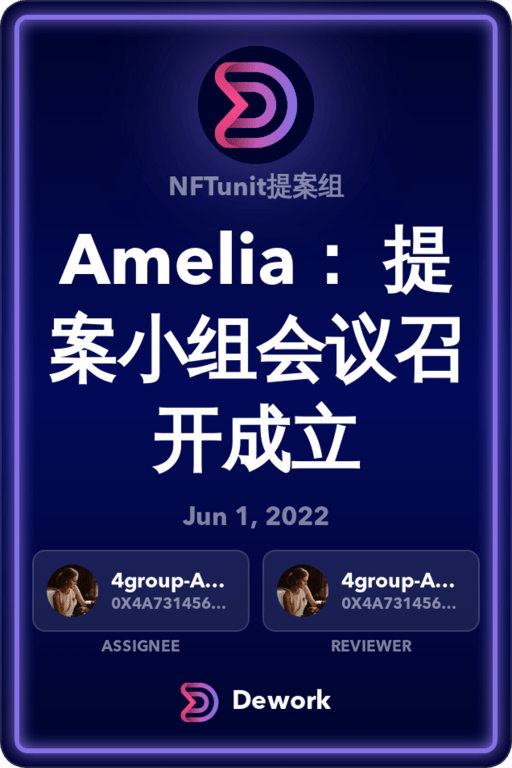 NFTunit提案组
Amelia ：提
案小组会议召
开成立
Jun 1, 2022
4group-A...
0X4A731456...
ASSIGNEE
4group-A...
0X4A731456...
REVIEWER
Dework